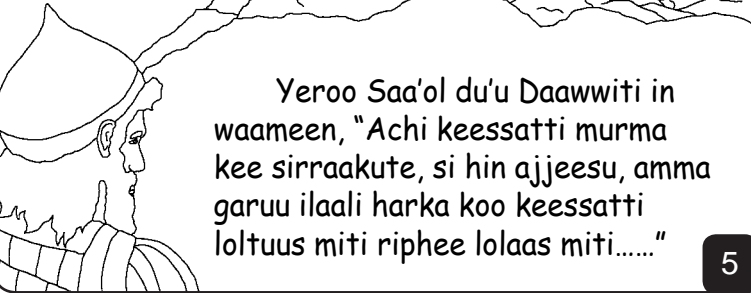 Yeroo Saa'ol du'u Daawwiti in
waameen, "Achi keessatti murma
kee sirraakute, si hin ajjeesu, amma
garuu ilaali harka koo keessatti
loltuus miti riphee lolaas miti......"
5